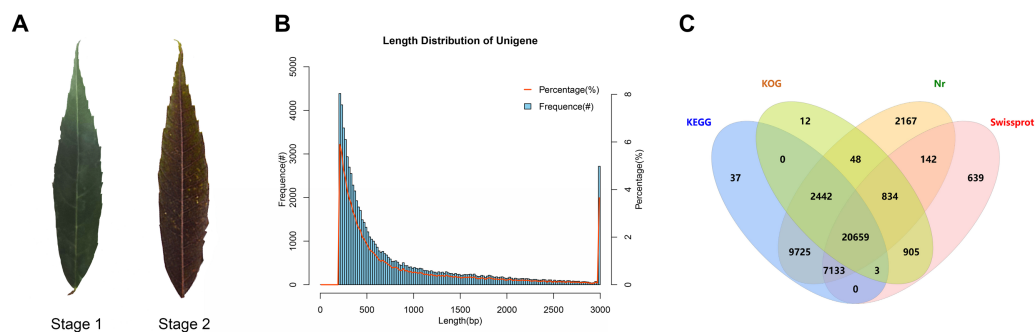 A
Stage 1
Stage 2
B
Length Distribution of Unigene
Frequence(#)
5000
4000
3000
2000
1000
0
Percentage(%)
Frequence(#)
8
6
4
2
0
Percentage(%)
0
500
1000
1500
2000
2500
3000
Length(bp)
C
KEGG
KOG
Nr
Swissprot
12
2167
0
48
142
37
639
2442
834
20659
9725
905
7133
3
0